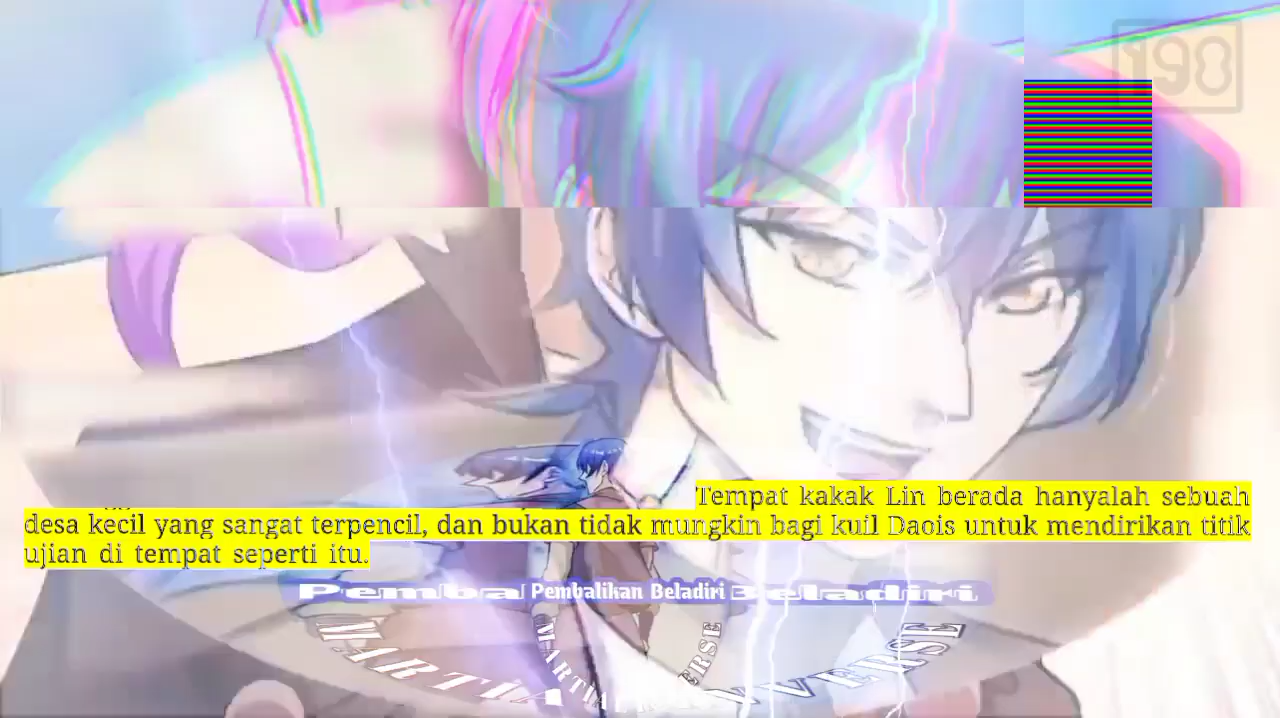 198
Tempat kakak Lin berada hanyalah sebuah
desa kecil yang sangat terpencil, dan bukan tidak mungkin bagi kuil Daois untuk mendirikan titik
ujian di tempat seperti itu.
Pembalikan Beladiri